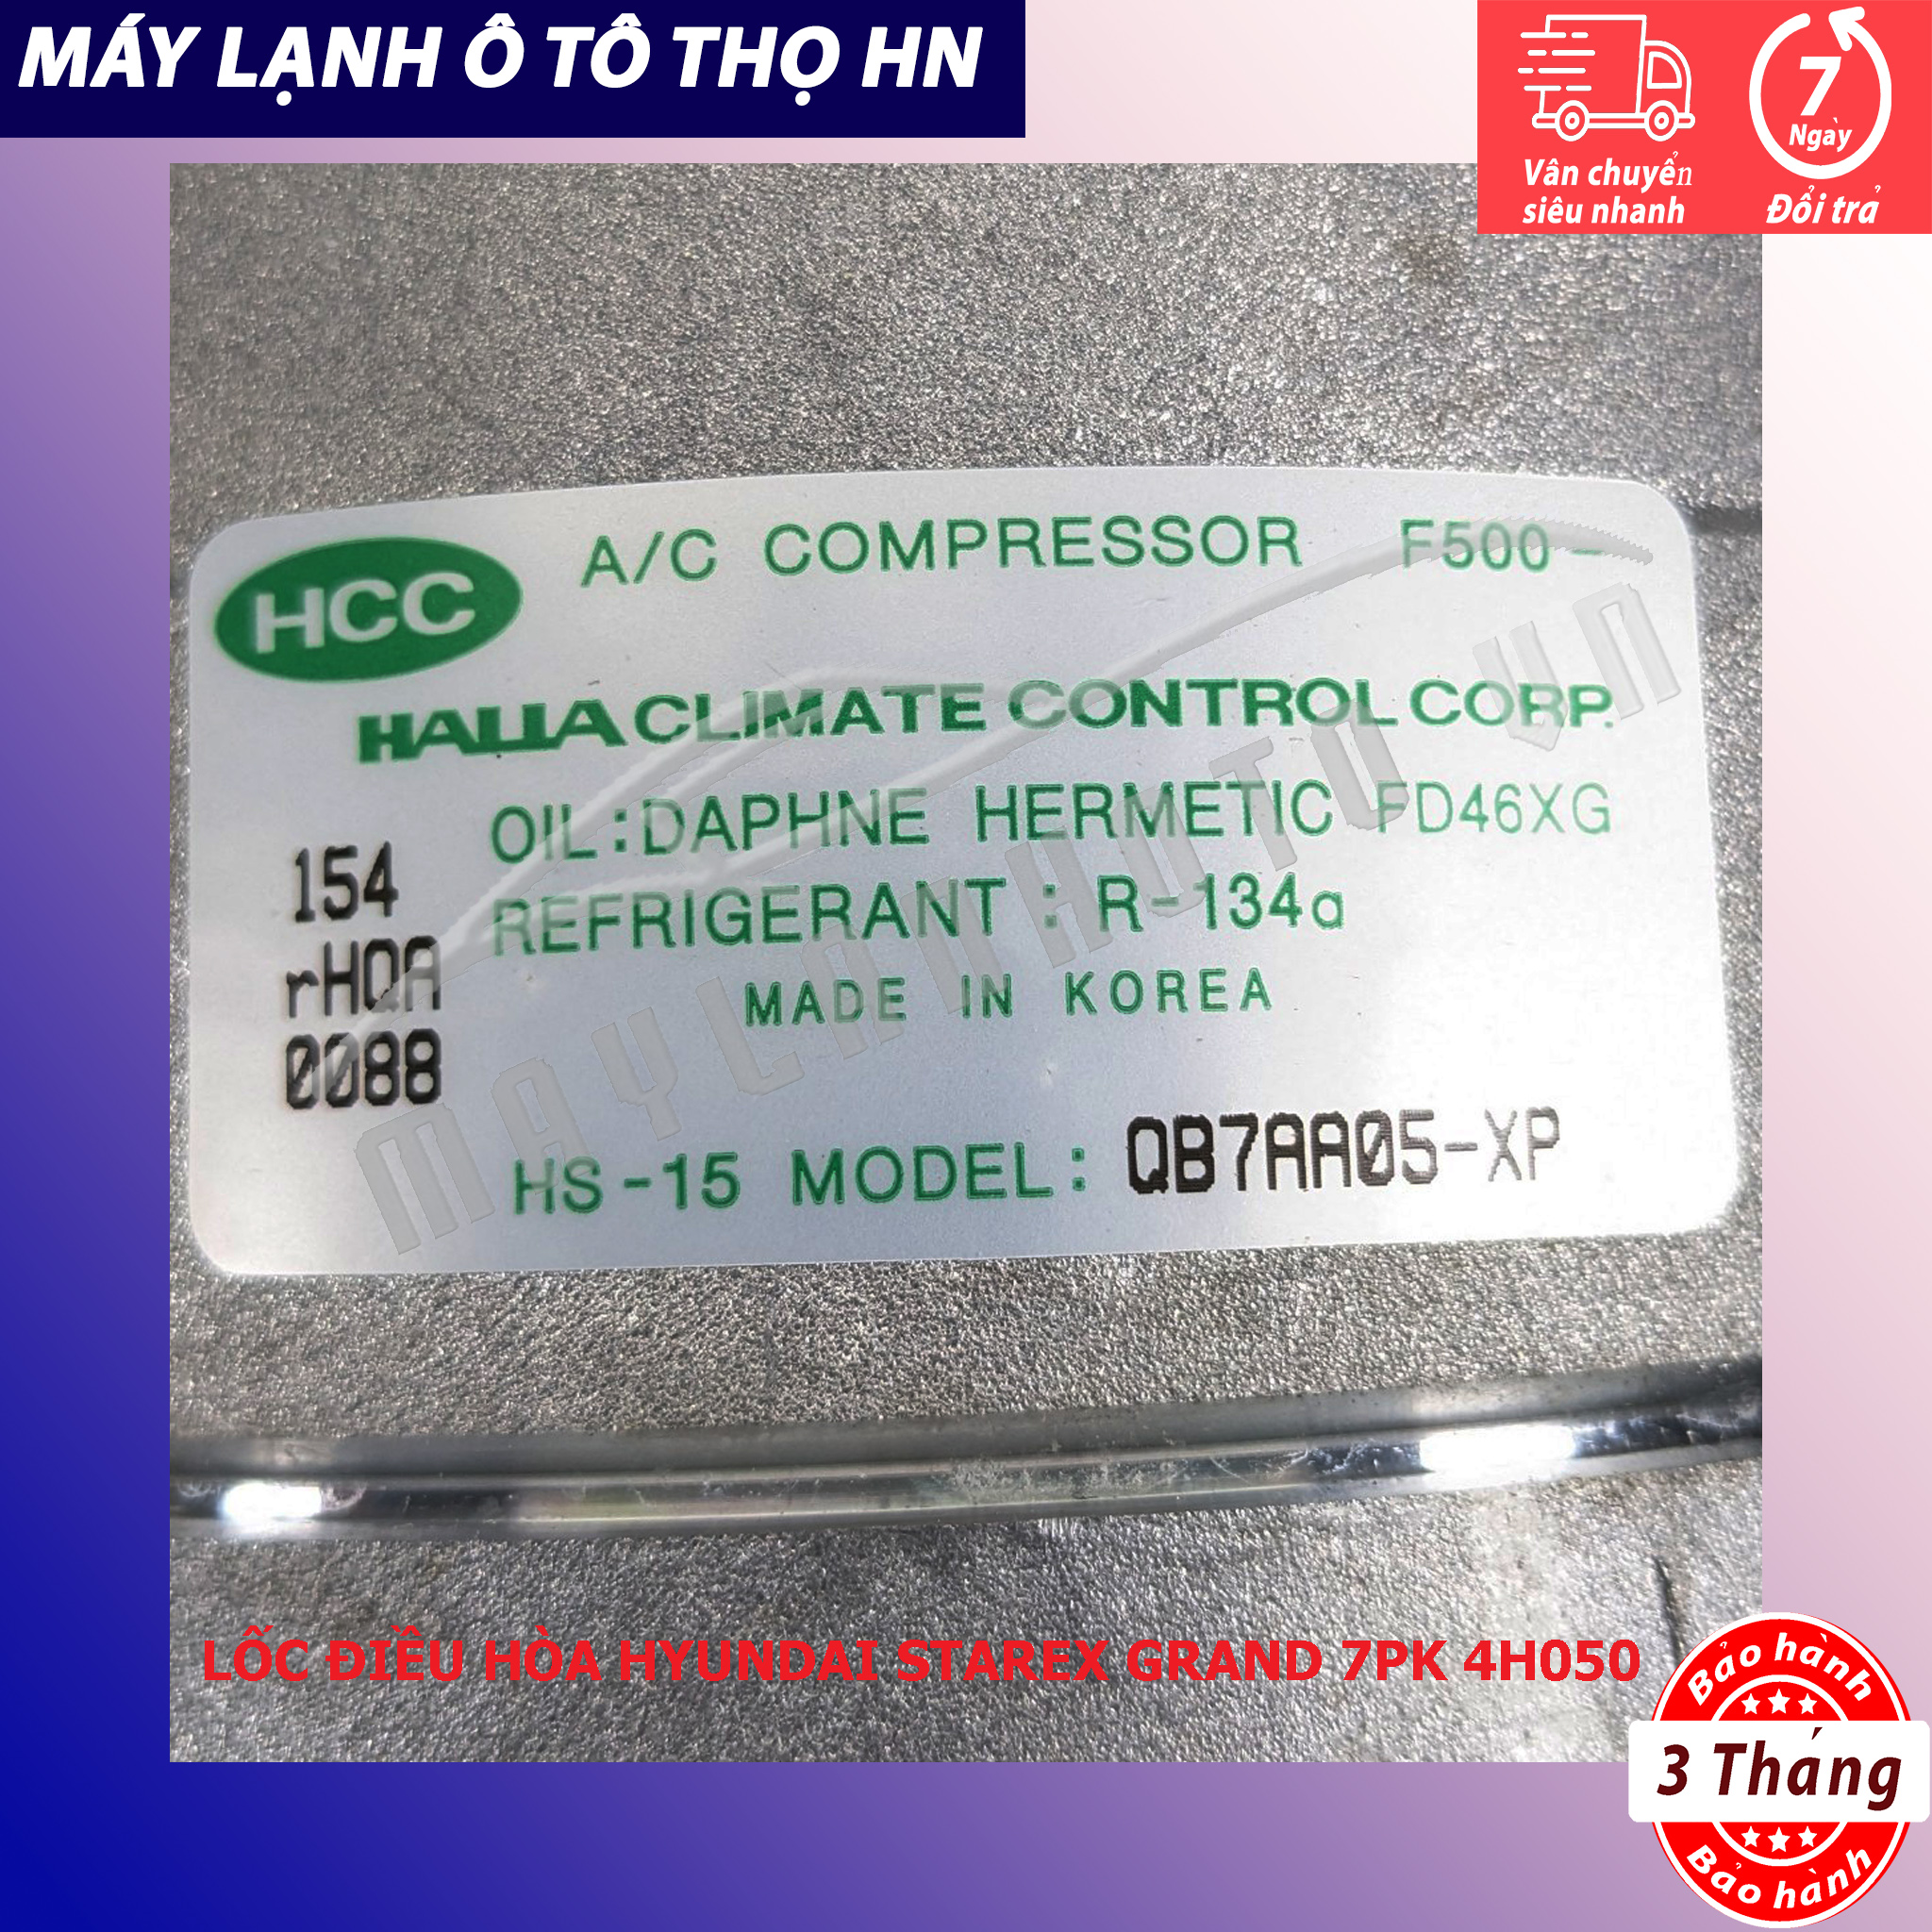 MÁY LẠNH Ô TÔ THỌ HN
Vân chuyển
siêu nhanh
7
Ngày
Đổi trả
HCC
A/C COMPRESSOR F500-
HALLA CLIMATE CONTROL CORP.
OIL:DAPHNE HERMETIC FD46XG
REFRIGERANT : R-134a
MADE IN KOREA
154
rHQA
0088
HS-15 MODEL: QB7AA05-XP
MAYLANHOTO VN
LỐC ĐIỀU HÒA HYUNDAI STAREX GRAND 7PK 4H050
Bảo hành
3 Tháng
Bảo hành